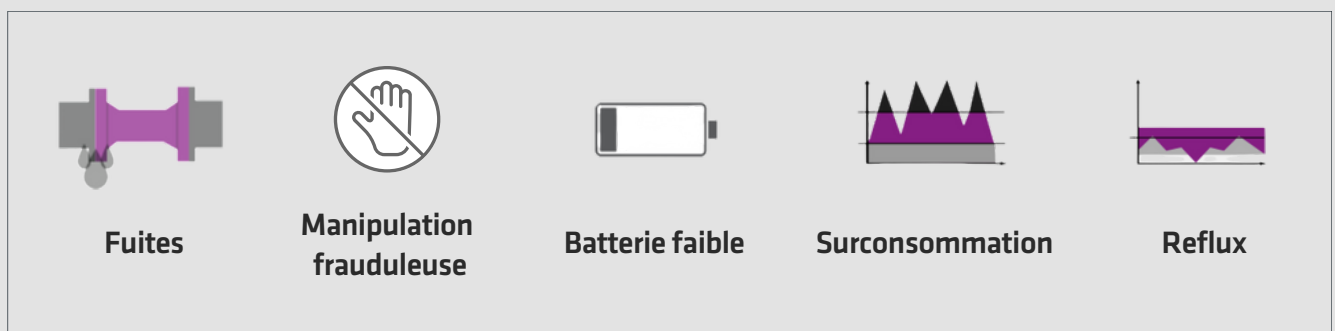 Fuites
Manipulation
frauduleuse
Batterie faible
Surconsommation
Reflux